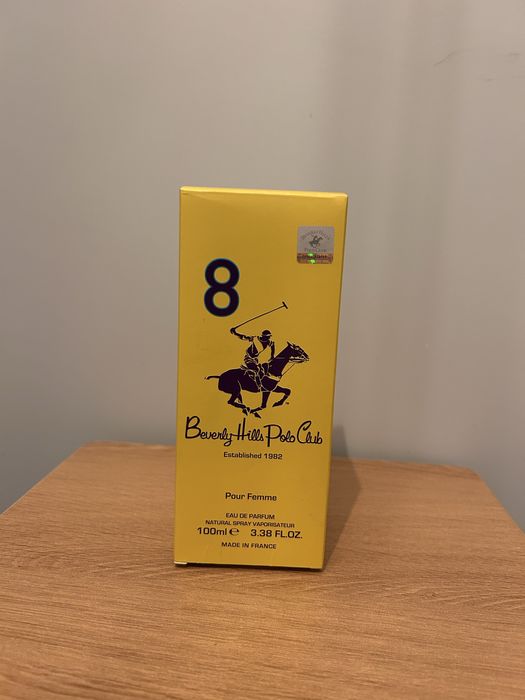 8
Beverly Hills Polo Club
Established 1982
Pour Femme
EAU DE PARFUM
NATURAL SPRAY VAPORISATEUR
100ml ℮ 3.38 FL.OZ.
MADE IN FRANCE